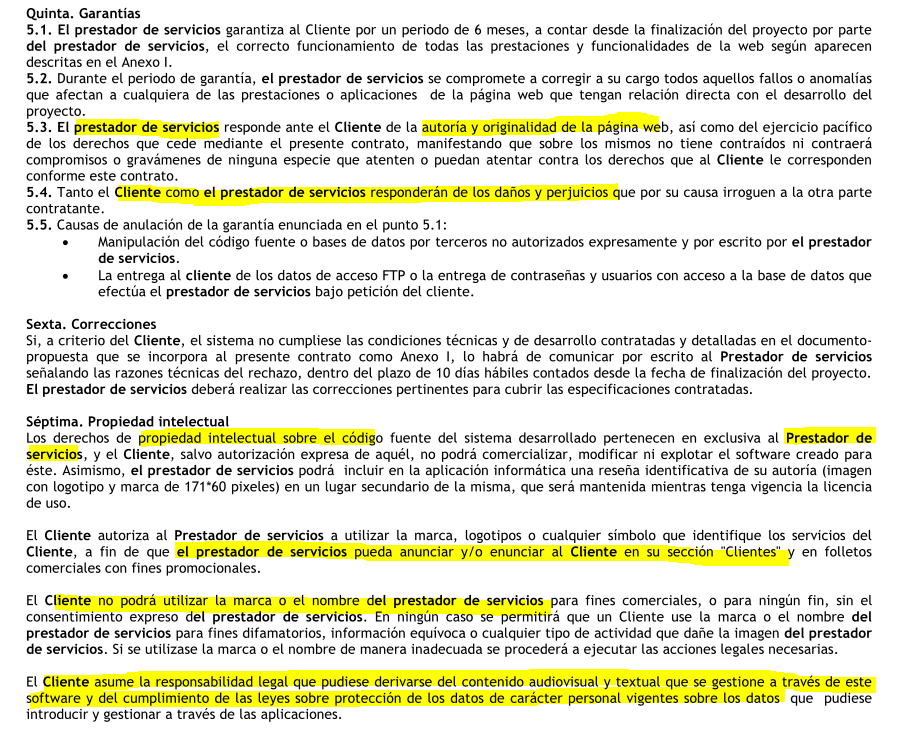 Quinta. Garantías
5.1. El prestador de servicios garantiza al Cliente por un periodo de 6 meses, a contar desde la finalización del proyecto por parte
del prestador de servicios, el correcto funcionamiento de todas las prestaciones y funcionalidades de la web según aparecen
descritas en el Anexo I.
5.2. Durante el periodo de garantía, el prestador de servicios se compromete a corregir a su cargo todos aquellos fallos o anomalías
que afectan a cualquiera de las prestaciones o aplicaciones de la página web que tengan relación directa con el desarrollo del
proyecto.
5.3. El prestador de servicios responde ante el Cliente de la autoría y originalidad de la página web, así como del ejercicio pacífico
de los derechos que cede mediante el presente contrato, manifestando que sobre los mismos no tiene contraídos ni contraerá
compromisos o gravámenes de ninguna especie que atenten o puedan atentar contra los derechos que al Cliente le corresponden
conforme este contrato.
5.4. Tanto el Cliente como el prestador de servicios responderán de los daños y perjuicios que por su causa irroguen a la otra parte
contratante.
5.5. Causas de anulación de la garantía enunciada en el punto 5.1:
• Manipulación del código fuente o bases de datos por terceros no autorizados expresamente y por escrito por el prestador
de servicios.
• La entrega al cliente de los datos de acceso FTP o la entrega de contraseñas y usuarios con acceso a la base de datos que
efectúa el prestador de servicios bajo petición del cliente.
Sexta. Correcciones
Si, a criterio del Cliente, el sistema no cumpliese las condiciones técnicas y de desarrollo contratadas y detalladas en el documento-
propuesta que se incorpora al presente contrato como Anexo I, lo habrá de comunicar por escrito al Prestador de servicios
señalando las razones técnicas del rechazo, dentro del plazo de 10 días hábiles contados desde la fecha de finalización del proyecto.
El prestador de servicios deberá realizar las correcciones pertinentes para cubrir las especificaciones contratadas.
Séptima. Propiedad intelectual
Los derechos de propiedad intelectual sobre el código fuente del sistema desarrollado pertenecen en exclusiva al Prestador de
servicios, y el Cliente, salvo autorización expresa de aquél, no podrá comercializar, modificar ni explotar el software creado para
éste. Asimismo, el prestador de servicios podrá incluir en la aplicación informática una reseña identificativa de su autoría (imagen
con logotipo y marca de 171*60 pixeles) en un lugar secundario de la misma, que será mantenida mientras tenga vigencia la licencia
de uso.
El Cliente autoriza al Prestador de servicios a utilizar la marca, logotipos o cualquier símbolo que identifique los servicios del
Cliente, a fin de que el prestador de servicios pueda anunciar y/o enunciar al Cliente en su sección "Clientes" y en folletos
comerciales con fines promocionales.
El Cliente no podrá utilizar la marca o el nombre del prestador de servicios para fines comerciales, o para ningún fin, sin el
consentimiento expreso del prestador de servicios. En ningún caso se permitirá que un Cliente use la marca o el nombre del
prestador de servicios para fines difamatorios, información equívoca o cualquier tipo de actividad que dañe la imagen del prestador
de servicios. Si se utilizase la marca o el nombre de manera inadecuada se procederá a ejecutar las acciones legales necesarias.
El Cliente asume la responsabilidad legal que pudiese derivarse del contenido audiovisual y textual que se gestione a través de este
software y del cumplimiento de las leyes sobre protección de los datos de carácter personal vigentes sobre los datos que pudiese
introducir y gestionar a través de las aplicaciones.